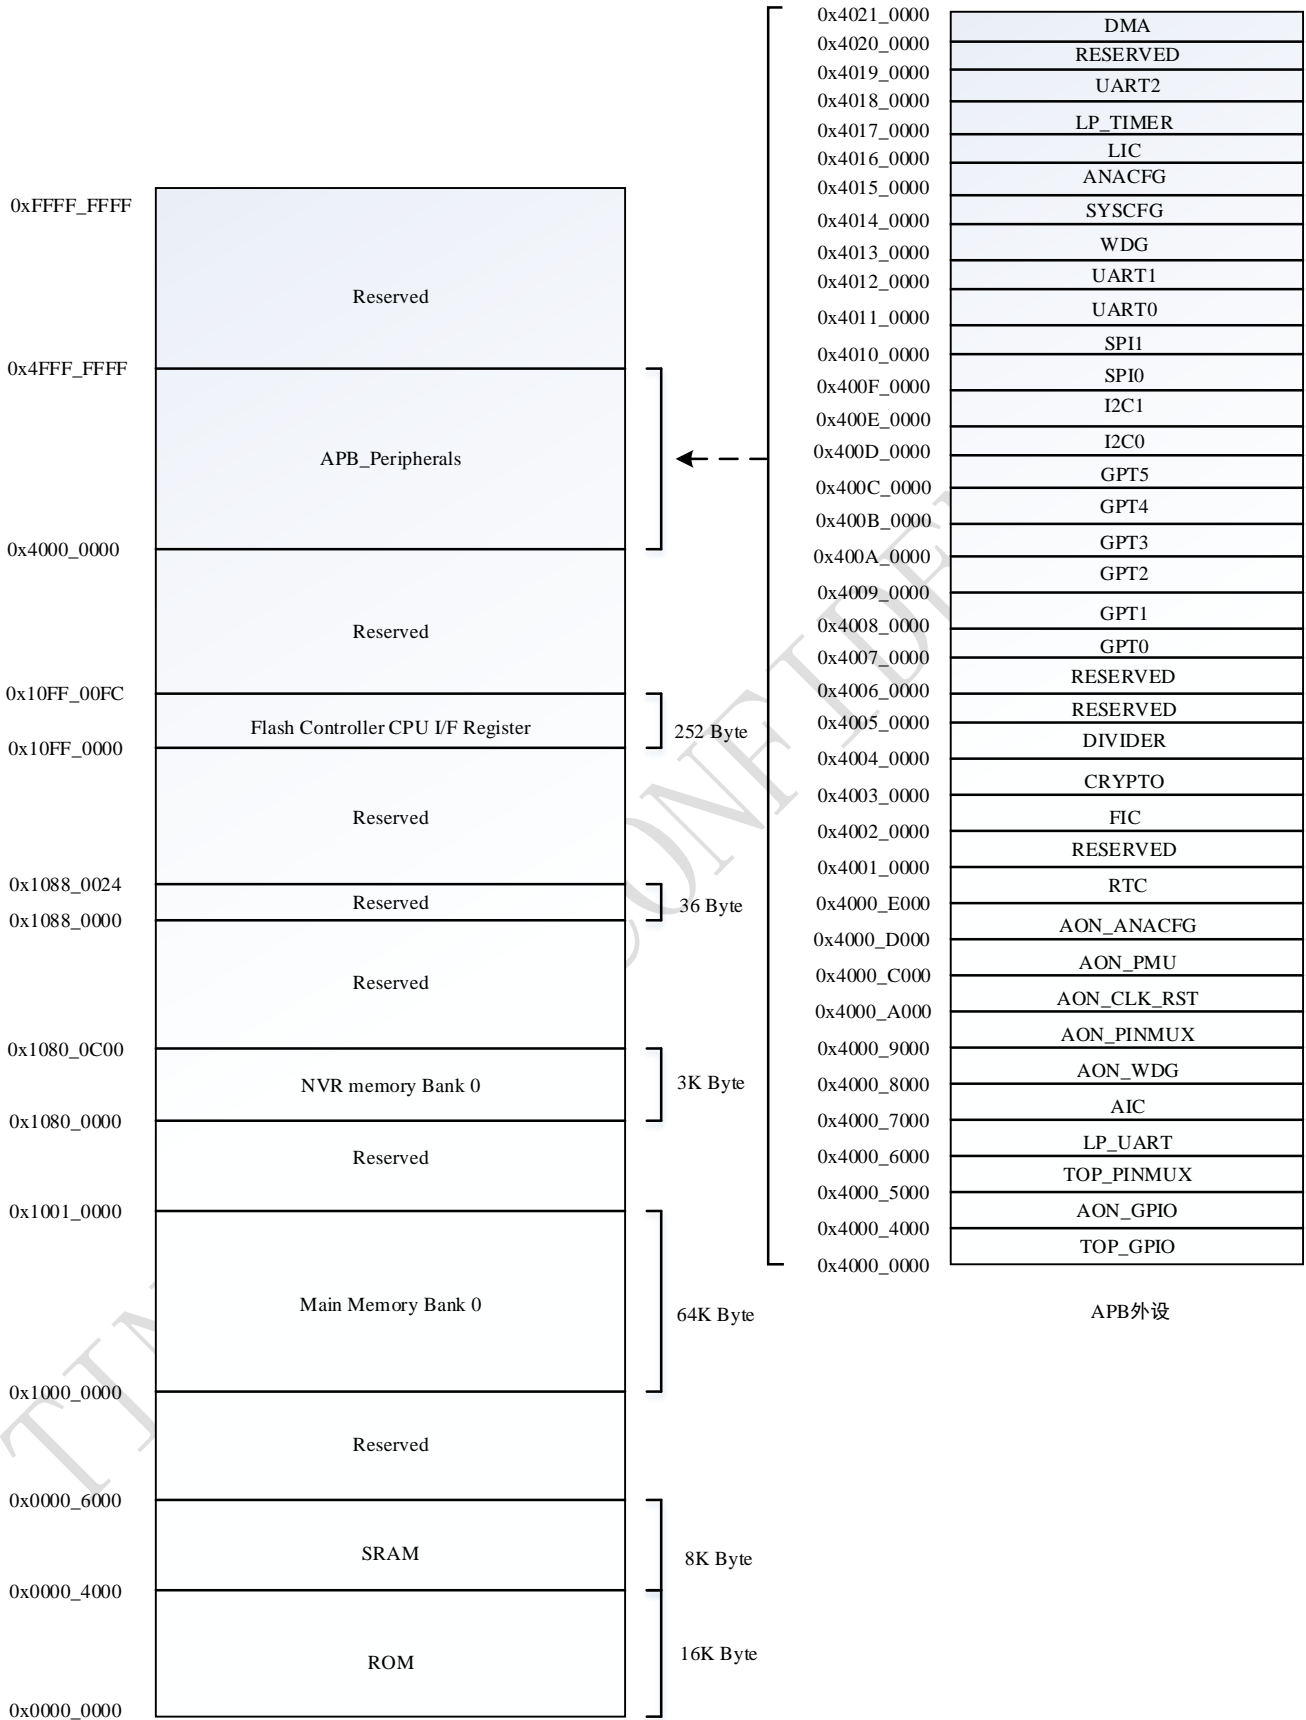 0xFFFF_FFFF
Reserved
0x4FFF_FFFF
APB_Peripherals
0x4000_0000
Reserved
0x10FF_00FC
Flash Controller CPU I/F Register
252 Byte
0x10FF_0000
Reserved
0x1088_0024
Reserved
36 Byte
0x1088_0000
Reserved
0x1080_0C00
NVR memory Bank 0
3K Byte
0x1080_0000
Reserved
0x1001_0000
Main Memory Bank 0
64K Byte
0x1000_0000
Reserved
0x0000_6000
SRAM
8K Byte
0x0000_4000
ROM
16K Byte
0x0000_0000
0x4021_0000
DMA
0x4020_0000
RESERVED
0x4019_0000
UART2
0x4018_0000
LP_TIMER
0x4017_0000
LIC
0x4016_0000
ANACFG
0x4015_0000
SYSCFG
0x4014_0000
WDG
0x4013_0000
UART1
0x4012_0000
UART0
0x4011_0000
SPI1
0x4010_0000
SPI0
0x400F_0000
I2C1
0x400E_0000
I2C0
0x400D_0000
GPT5
0x400C_0000
GPT4
0x400B_0000
GPT3
0x400A_0000
GPT2
0x4009_0000
GPT1
0x4008_0000
GPT0
0x4007_0000
RESERVED
0x4006_0000
RESERVED
0x4005_0000
DIVIDER
0x4004_0000
CRYPTO
0x4003_0000
FIC
0x4002_0000
RESERVED
0x4001_0000
RTC
0x4000_E000
AON_ANACFG
0x4000_D000
AON_PMU
0x4000_C000
AON_CLK_RST
0x4000_A000
AON_PINMUX
0x4000_9000
AON_WDG
0x4000_8000
AIC
0x4000_7000
LP_UART
0x4000_6000
TOP_PINMUX
0x4000_5000
AON_GPIO
0x4000_4000
TOP_GPIO
0x4000_0000
APB外设